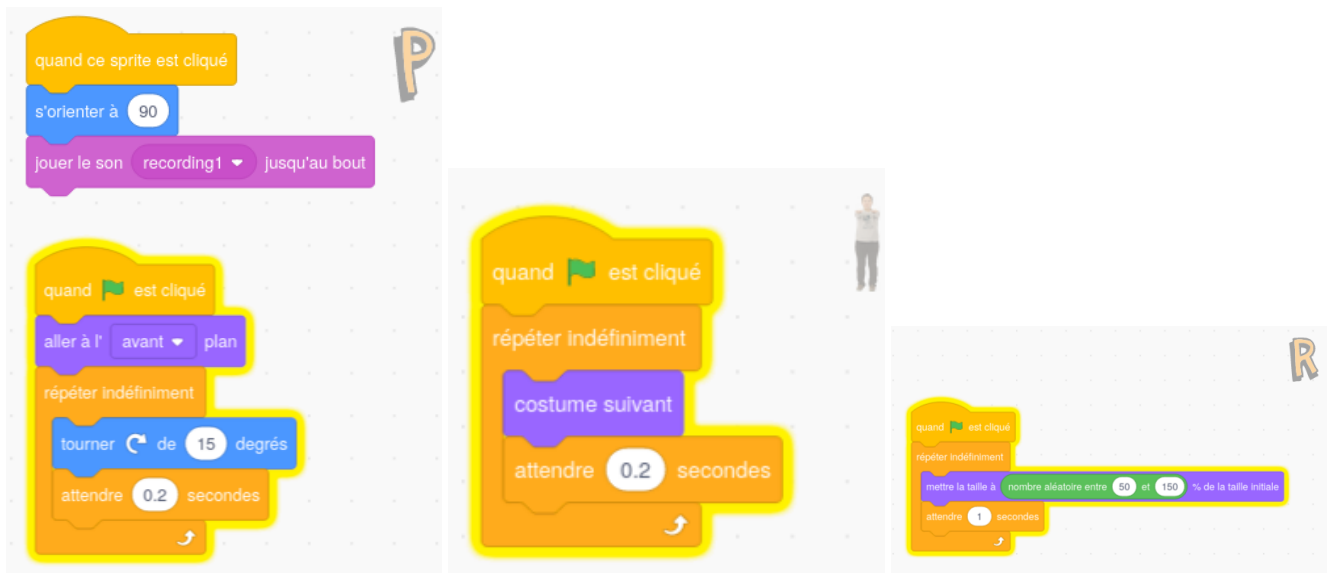 P
quand ce sprite est cliqué
s'orienter à 90
jouer le son recording1 jusqu'au bout
quand est cliqué
aller à l' avant plan
répéter indéfiniment
tourner de 15 degrés
attendre 0.2 secondes
quand est cliqué
répéter indéfiniment
costume suivant
attendre 0.2 secondes
R
quand est cliqué
répéter indéfiniment
mettre la taille à nombre aléatoire entre 50 et 150 % de la taille initiale
attendre 1 secondes